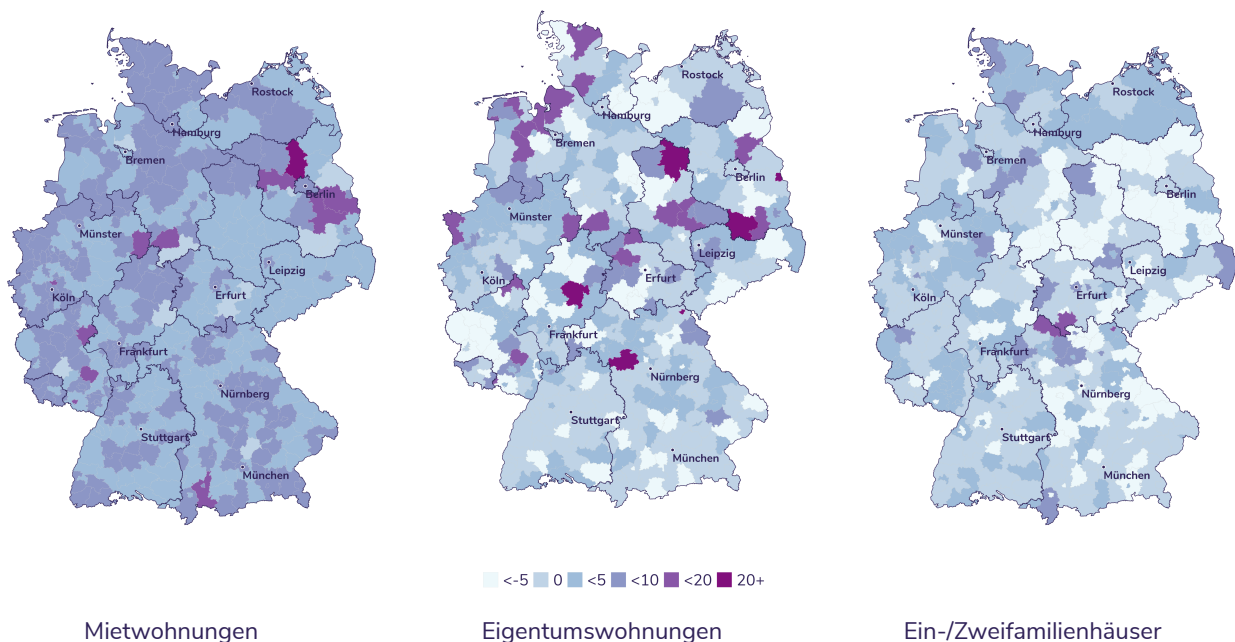 Rostock
Hamburg
Bremen
Berlin
Münster
Leipzig
Köln
Erfurt
Frankfurt
Nürnberg
Stuttgart
München
Rostock
Hamburg
Bremen
Berlin
Münster
Leipzig
Köln
Erfurt
Frankfurt
Nürnberg
Stuttgart
München
Rostock
Hamburg
Bremen
Berlin
Münster
Leipzig
Köln
Erfurt
Frankfurt
Nürnberg
Stuttgart
München
<-5 0 <5 <10 <20 20+
Mietwohnungen
Eigentumswohnungen
Ein-/Zweifamilienhäuser